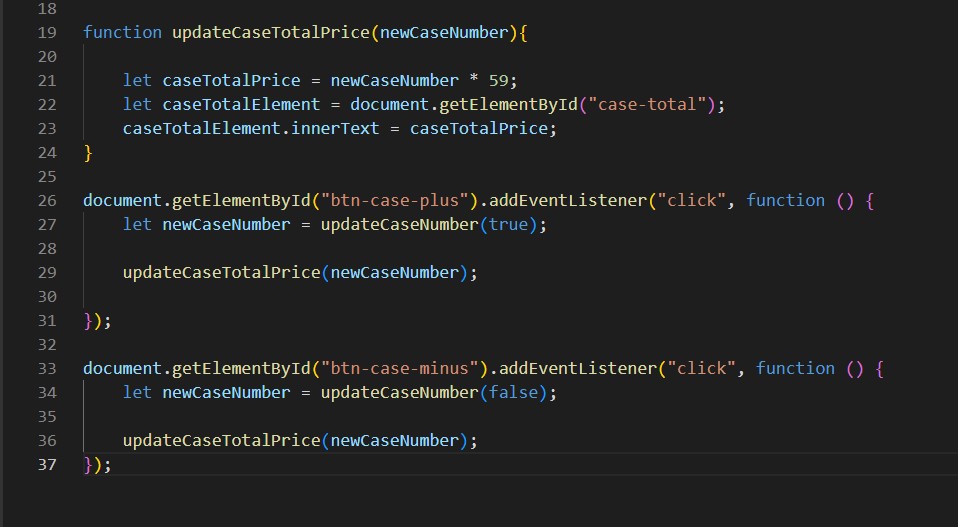 18
19 function updateCaseTotalPrice(newCaseNumber){
20
21     let caseTotalPrice = newCaseNumber * 59;
22     let caseTotalElement = document.getElementById("case-total");
23     caseTotalElement.innerText = caseTotalPrice;
24 }
25
26 document.getElementById("btn-case-plus").addEventListener("click", function () {
27     let newCaseNumber = updateCaseNumber(true);
28
29     updateCaseTotalPrice(newCaseNumber);
30
31 });
32
33 document.getElementById("btn-case-minus").addEventListener("click", function () {
34     let newCaseNumber = updateCaseNumber(false);
35
36     updateCaseTotalPrice(newCaseNumber);
37 });